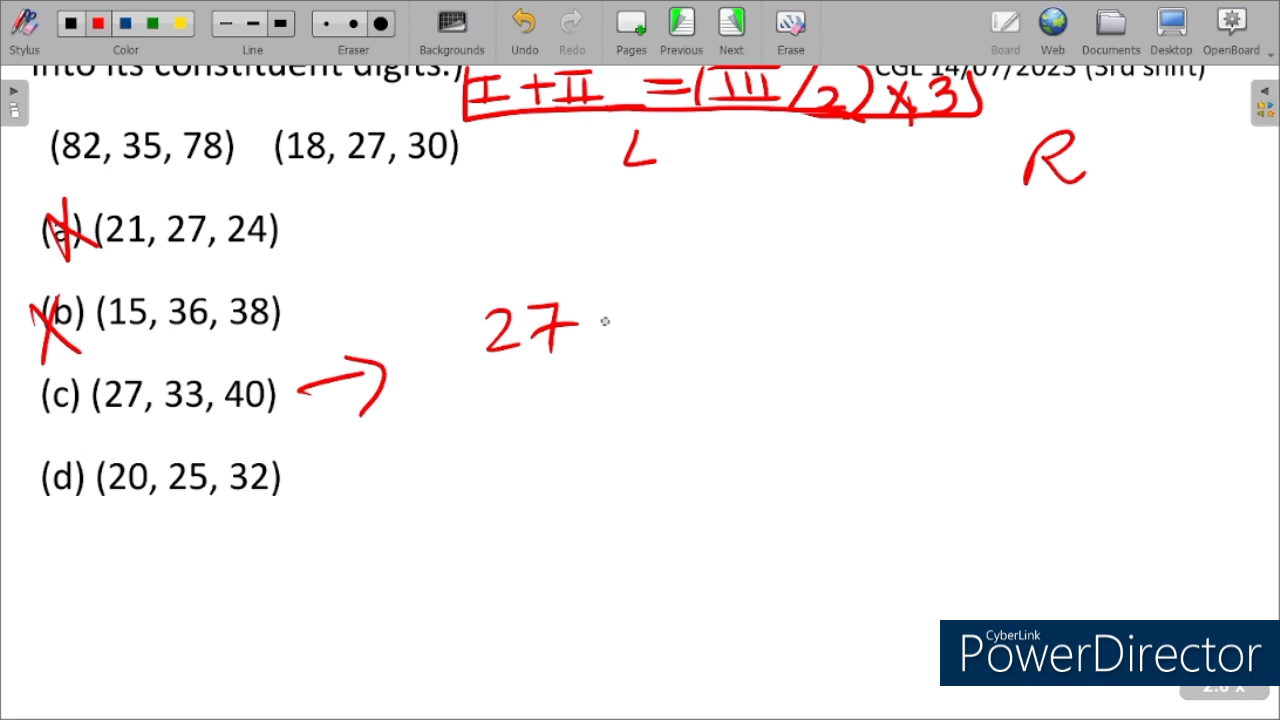 Stylus Color Line Eraser Backgrounds Undo Redo Pages Previous Next Erase Board Web Documents Desktop OpenBoard
into its constituent digits.) CGL 14/07/2023 (3rd shift)
I + II = (III/2) × 3
(82, 35, 78) (18, 27, 30) L R
(a) (21, 27, 24)
(b) (15, 36, 38)
27
(c) (27, 33, 40)
(d) (20, 25, 32)
CyberLink
PowerDirector
2.0 x